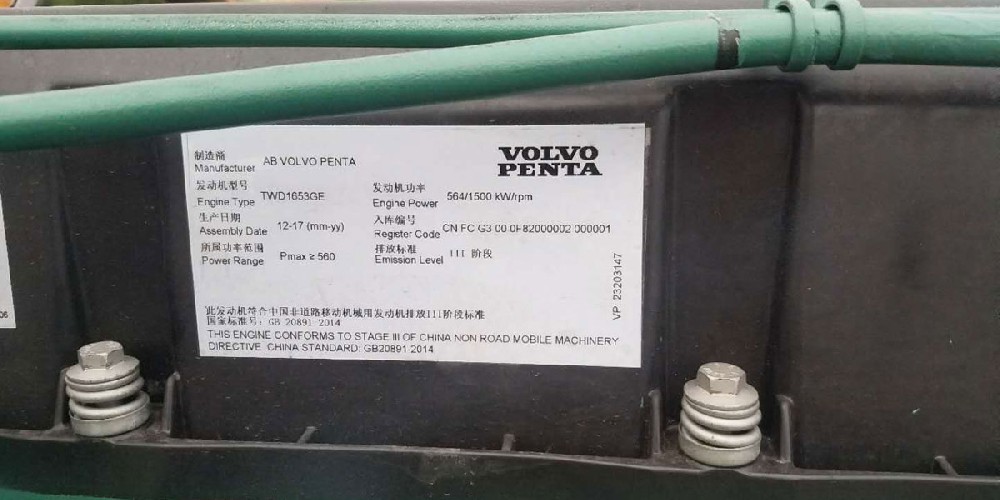 制造商
Manufacturer AB VOLVO PENTA
VOLVO
PENTA
发动机型号 发动机功率
Engine Type TWD1653GE Engine Power 564/1500 kW/rpm
生产日期 入库编号
Assembly Date 12-17 (mm-yy) Register Code CN FC G3 00 0F82000002 000001
所属功率范围 排放标准
Power Range Pmax ≥ 560 Emission Level III 阶段
此发动机符合中国非道路移动机械用发动机排放III阶段标准
国家标准号: GB 20891-2014
THIS ENGINE CONFORMS TO STAGE III OF CHINA NON ROAD MOBILE MACHINERY
DIRECTIVE. CHINA STANDARD: GB20891-2014
VP 23203147
06